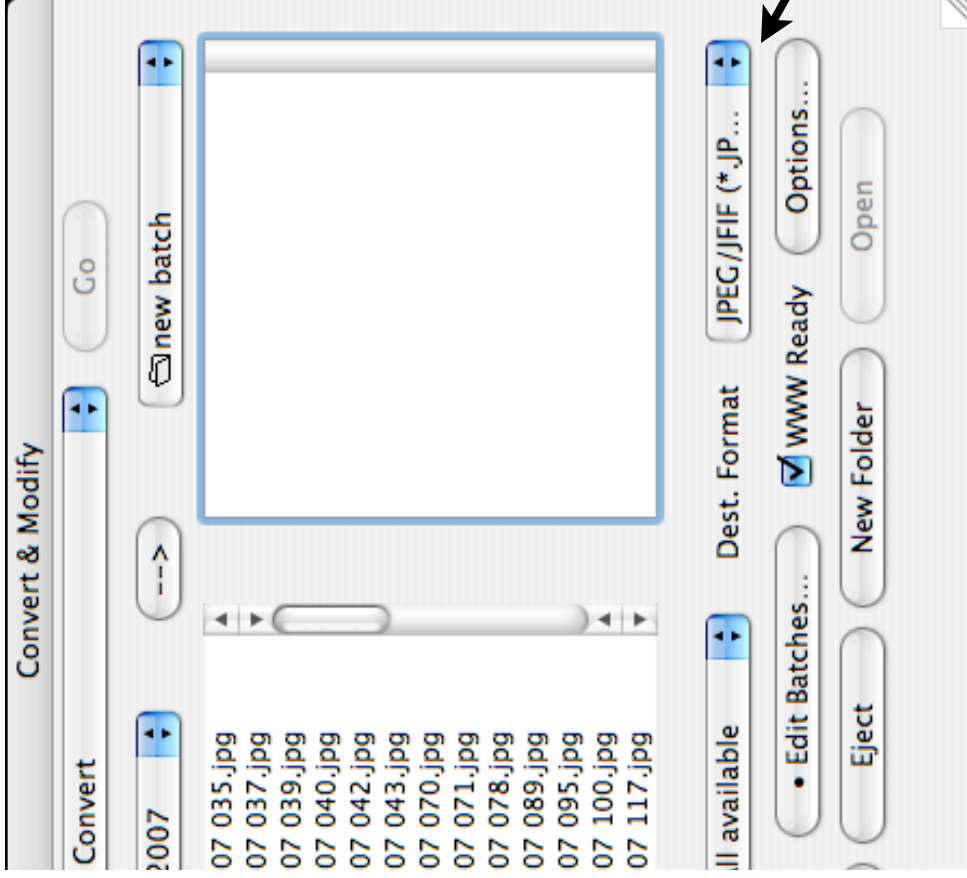 Convert & Modify
Convert
Go
2007
-->
new batch
07 035.jpg
07 037.jpg
07 039.jpg
07 040.jpg
07 042.jpg
07 043.jpg
07 070.jpg
07 071.jpg
07 078.jpg
07 089.jpg
07 095.jpg
07 100.jpg
07 117.jpg
ll available
Dest. Format
JPEG/JFIF (*.JP...
• Edit Batches...
WWW Ready
Options...
Eject
New Folder
Open